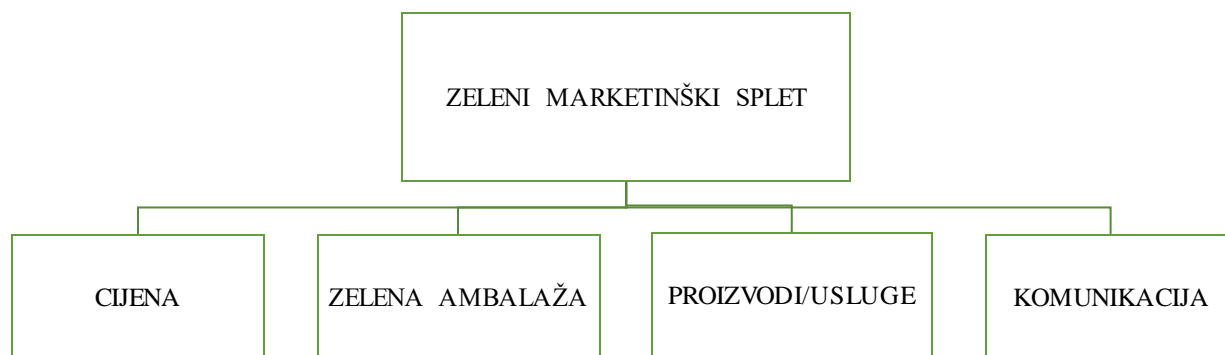 ZELENI MARKETINŠKI SPLET
CIJENA
ZELENA AMBALAŽA
PROIZVODI/USLUGE
KOMUNIKACIJA